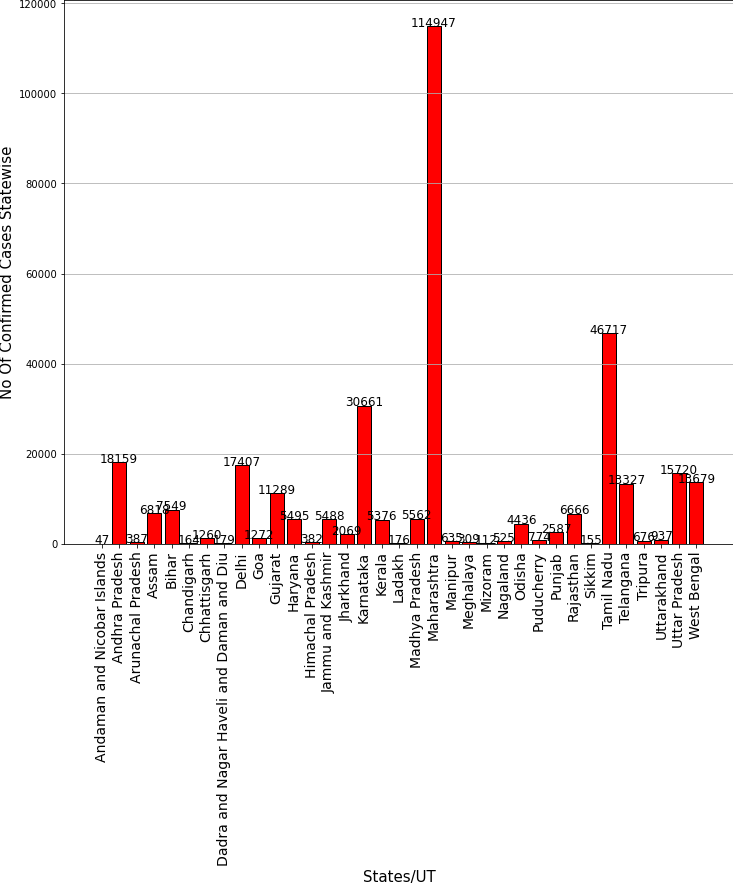 No Of Confirmed Cases Statewise
120000
100000
80000
60000
40000
20000
0
47
18159
387
6818
7549
164
1260
179
17407
1272
11289
5495
382
5488
2069
30661
5376
176
5562
114947
635
309
112
525
4436
774
2587
6666
155
46717
13327
676
937
15720
13679
Andaman and Nicobar Islands
Andhra Pradesh
Arunachal Pradesh
Assam
Bihar
Chandigarh
Chhattisgarh
Dadra and Nagar Haveli and Daman and Diu
Delhi
Goa
Gujarat
Haryana
Himachal Pradesh
Jammu and Kashmir
Jharkhand
Karnataka
Kerala
Ladakh
Madhya Pradesh
Maharashtra
Manipur
Meghalaya
Mizoram
Nagaland
Odisha
Puducherry
Punjab
Rajasthan
Sikkim
Tamil Nadu
Telangana
Tripura
Uttarakhand
Uttar Pradesh
West Bengal
States/UT